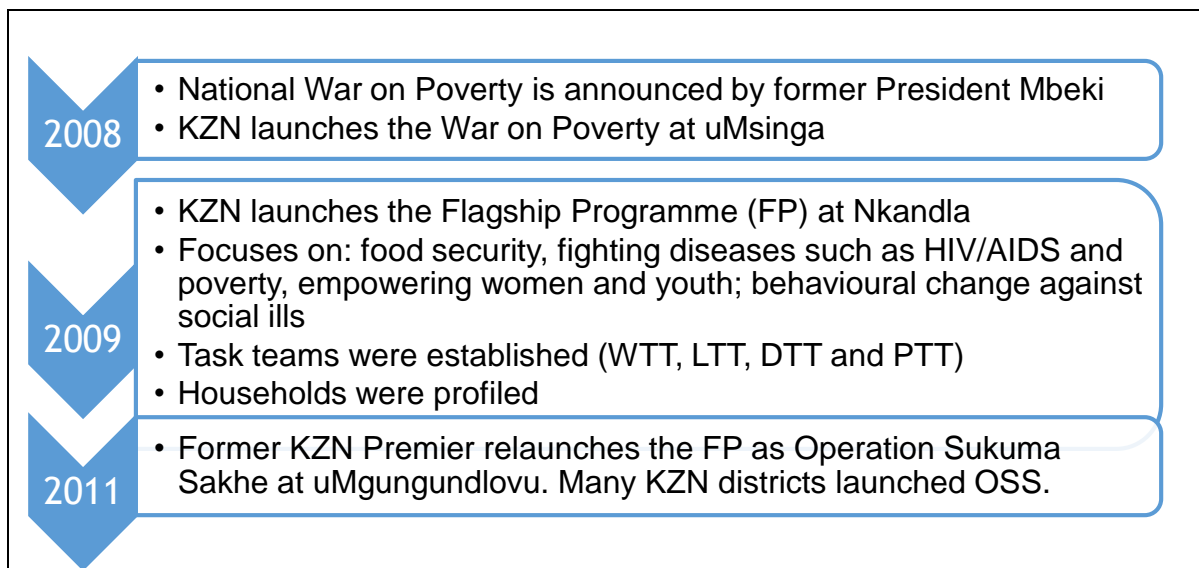 2008
• National War on Poverty is announced by former President Mbeki
• KZN launches the War on Poverty at uMsinga
2009
• KZN launches the Flagship Programme (FP) at Nkandla
• Focuses on: food security, fighting diseases such as HIV/AIDS and
poverty, empowering women and youth; behavioural change against
social ills
• Task teams were established (WTT, LTT, DTT and PTT)
• Households were profiled
2011
• Former KZN Premier relaunches the FP as Operation Sukuma
Sakhe at uMgungundlovu. Many KZN districts launched OSS.